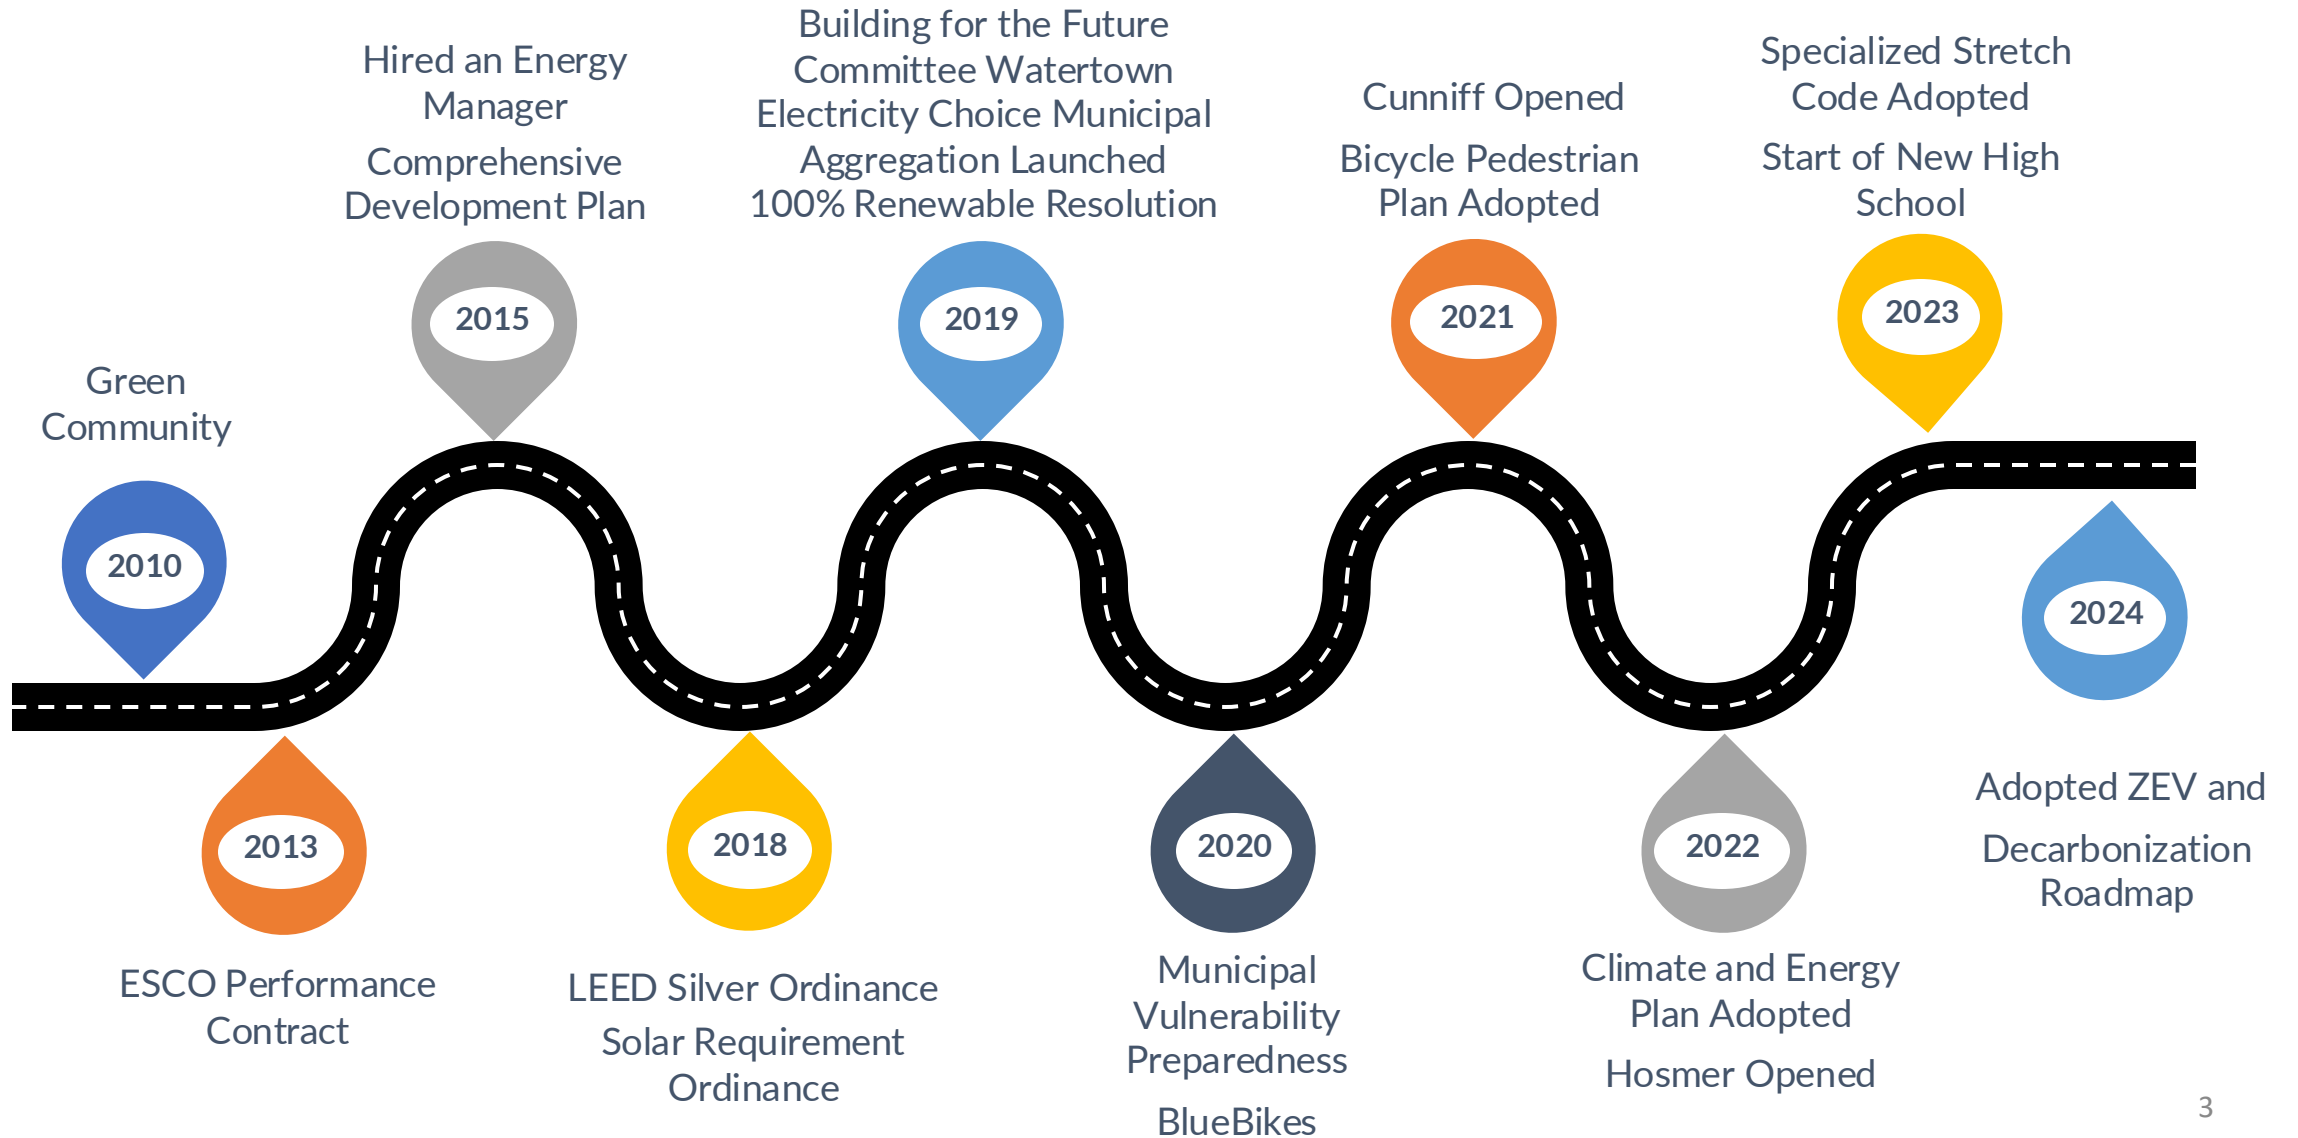 Green
Community
2010
2013
ESCO Performance
Contract
Hired an Energy
Manager
Comprehensive
Development Plan
2015
2018
LEED Silver Ordinance
Solar Requirement
Ordinance
Building for the Future
Committee Watertown
Electricity Choice Municipal
Aggregation Launched
100% Renewable Resolution
2019
2020
Municipal
Vulnerability
Preparedness
BlueBikes
Cunniff Opened
Bicycle Pedestrian
Plan Adopted
2021
2022
Climate and Energy
Plan Adopted
Hosmer Opened
Specialized Stretch
Code Adopted
Start of New High
School
2023
2024
Adopted ZEV and
Decarbonization
Roadmap
3